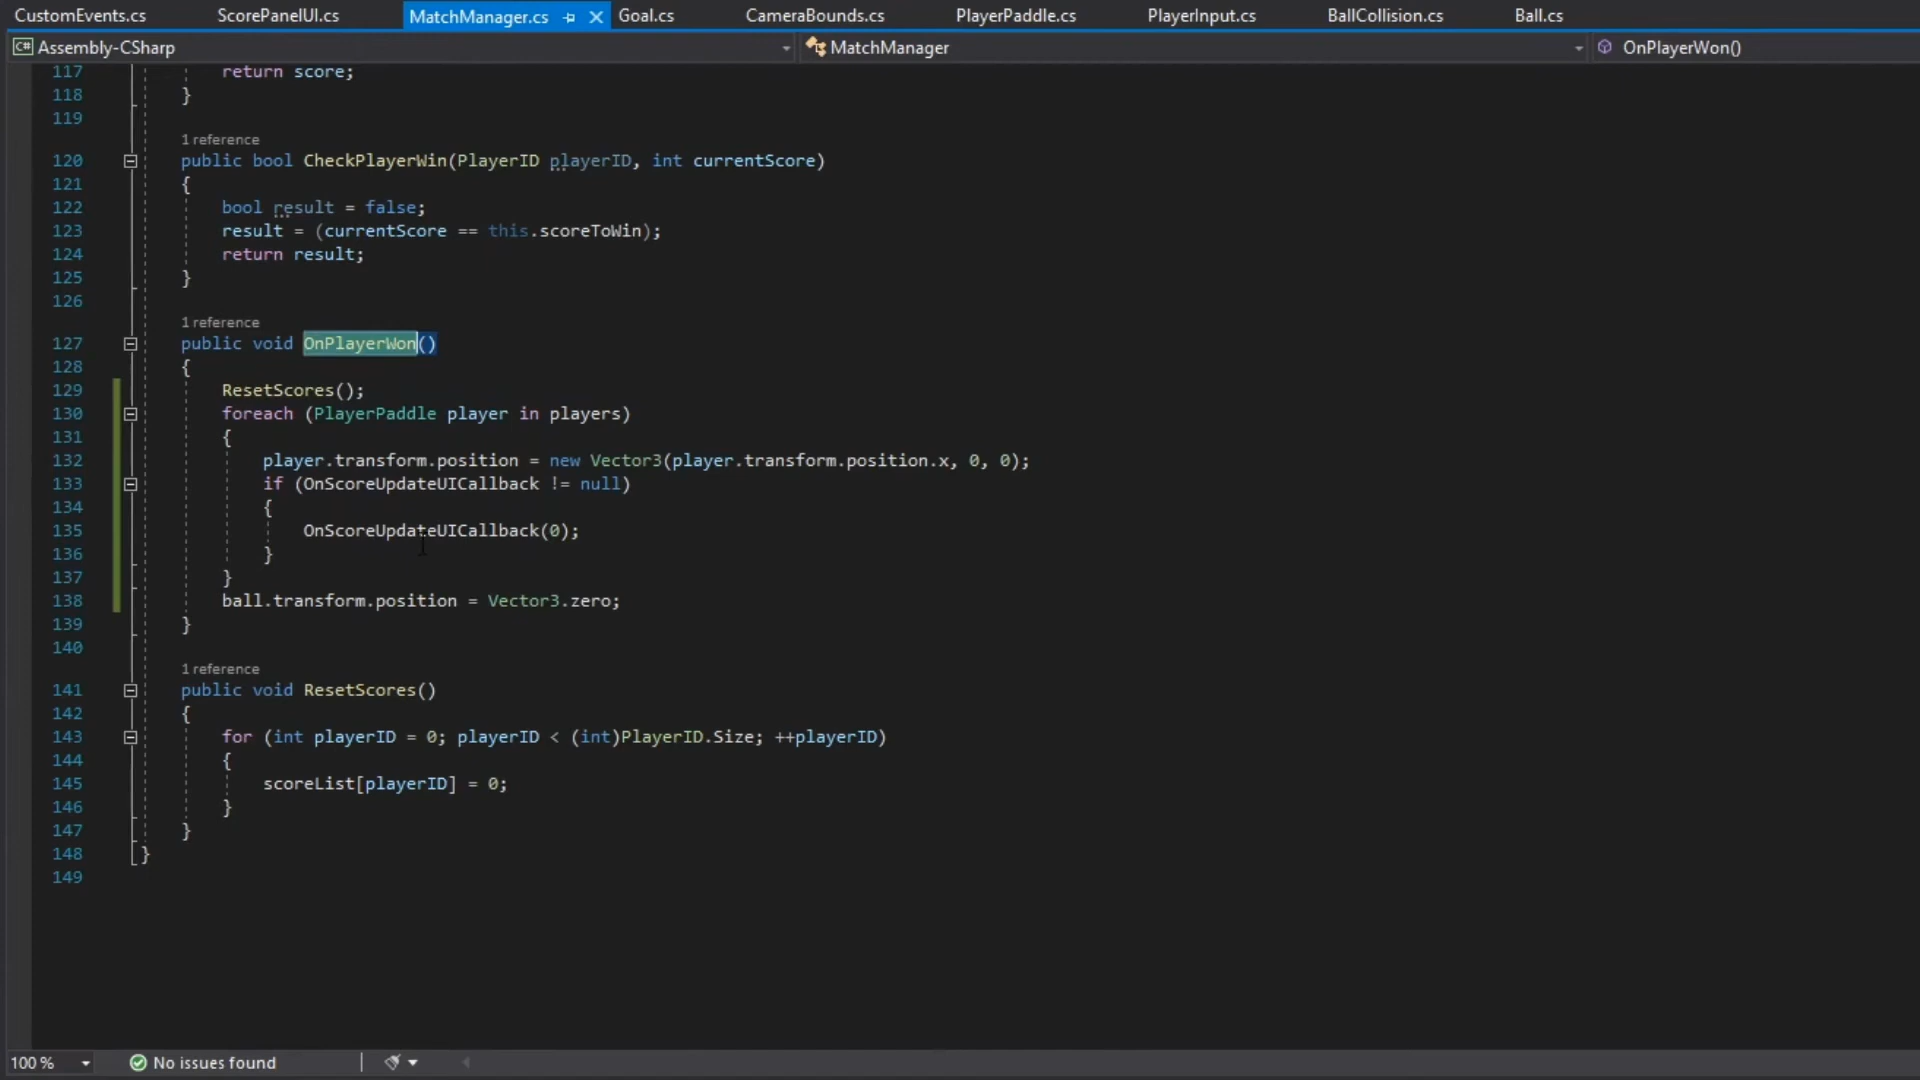 CustomEvents.cs ScorePanelUI.cs MatchManager.cs Goal.cs CameraBounds.cs PlayerPaddle.cs PlayerInput.cs BallCollision.cs Ball.cs
C# Assembly-CSharp MatchManager OnPlayerWon()
117 return score;
118 }
119
1 reference
120 public bool CheckPlayerWin(PlayerID playerID, int currentScore)
121 {
122 bool result = false;
123 result = (currentScore == this.scoreToWin);
124 return result;
125 }
126
1 reference
127 public void OnPlayerWon()
128 {
129 ResetScores();
130 foreach (PlayerPaddle player in players)
131 {
132 player.transform.position = new Vector3(player.transform.position.x, 0, 0);
133 if (OnScoreUpdateUICallback != null)
134 {
135 OnScoreUpdateUICallback(0);
136 }
137 }
138 ball.transform.position = Vector3.zero;
139 }
140
1 reference
141 public void ResetScores()
142 {
143 for (int playerID = 0; playerID < (int)PlayerID.Size; ++playerID)
144 {
145 scoreList[playerID] = 0;
146 }
147 }
148 }
149
100 % No issues found